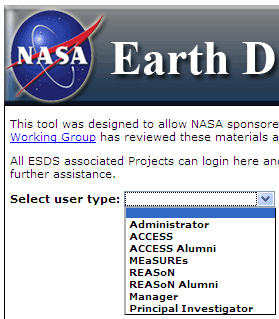 NASA
Earth D
This tool was designed to allow NASA sponsore
Working Group has reviewed these materials a
All ESDS associated Projects can login here and
further assistance.
Select user type:
Administrator
ACCESS
ACCESS Alumni
MEaSUREs
REASoN
REASoN Alumni
Manager
Principal Investigator